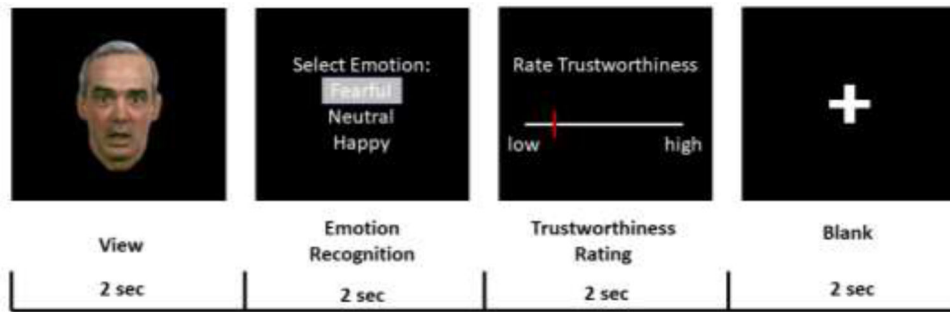 Select Emotion:
Fearful
Neutral
Happy
Rate Trustworthiness
low high
View
Emotion
Recognition
Trustworthiness
Rating
Blank
2 sec
2 sec
2 sec
2 sec